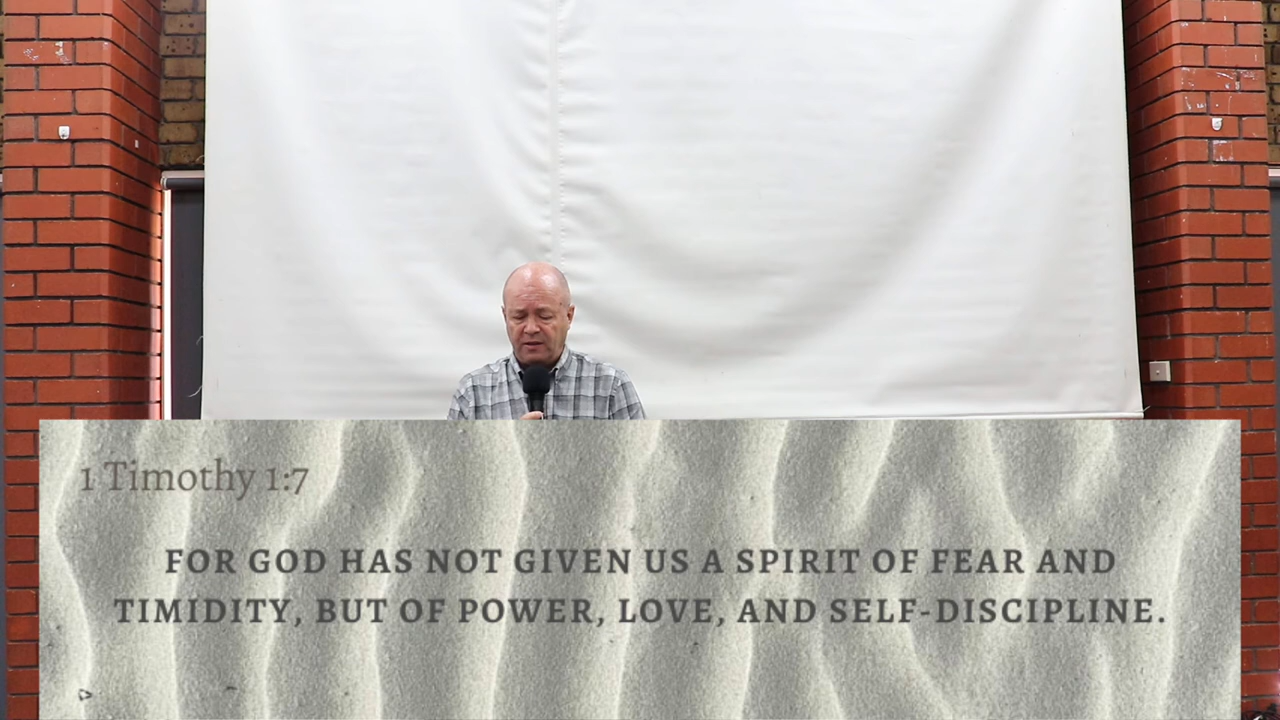 1 Timothy 1:7
FOR GOD HAS NOT GIVEN US A SPIRIT OF FEAR AND
TIMIDITY, BUT OF POWER, LOVE, AND SELF-DISCIPLINE.